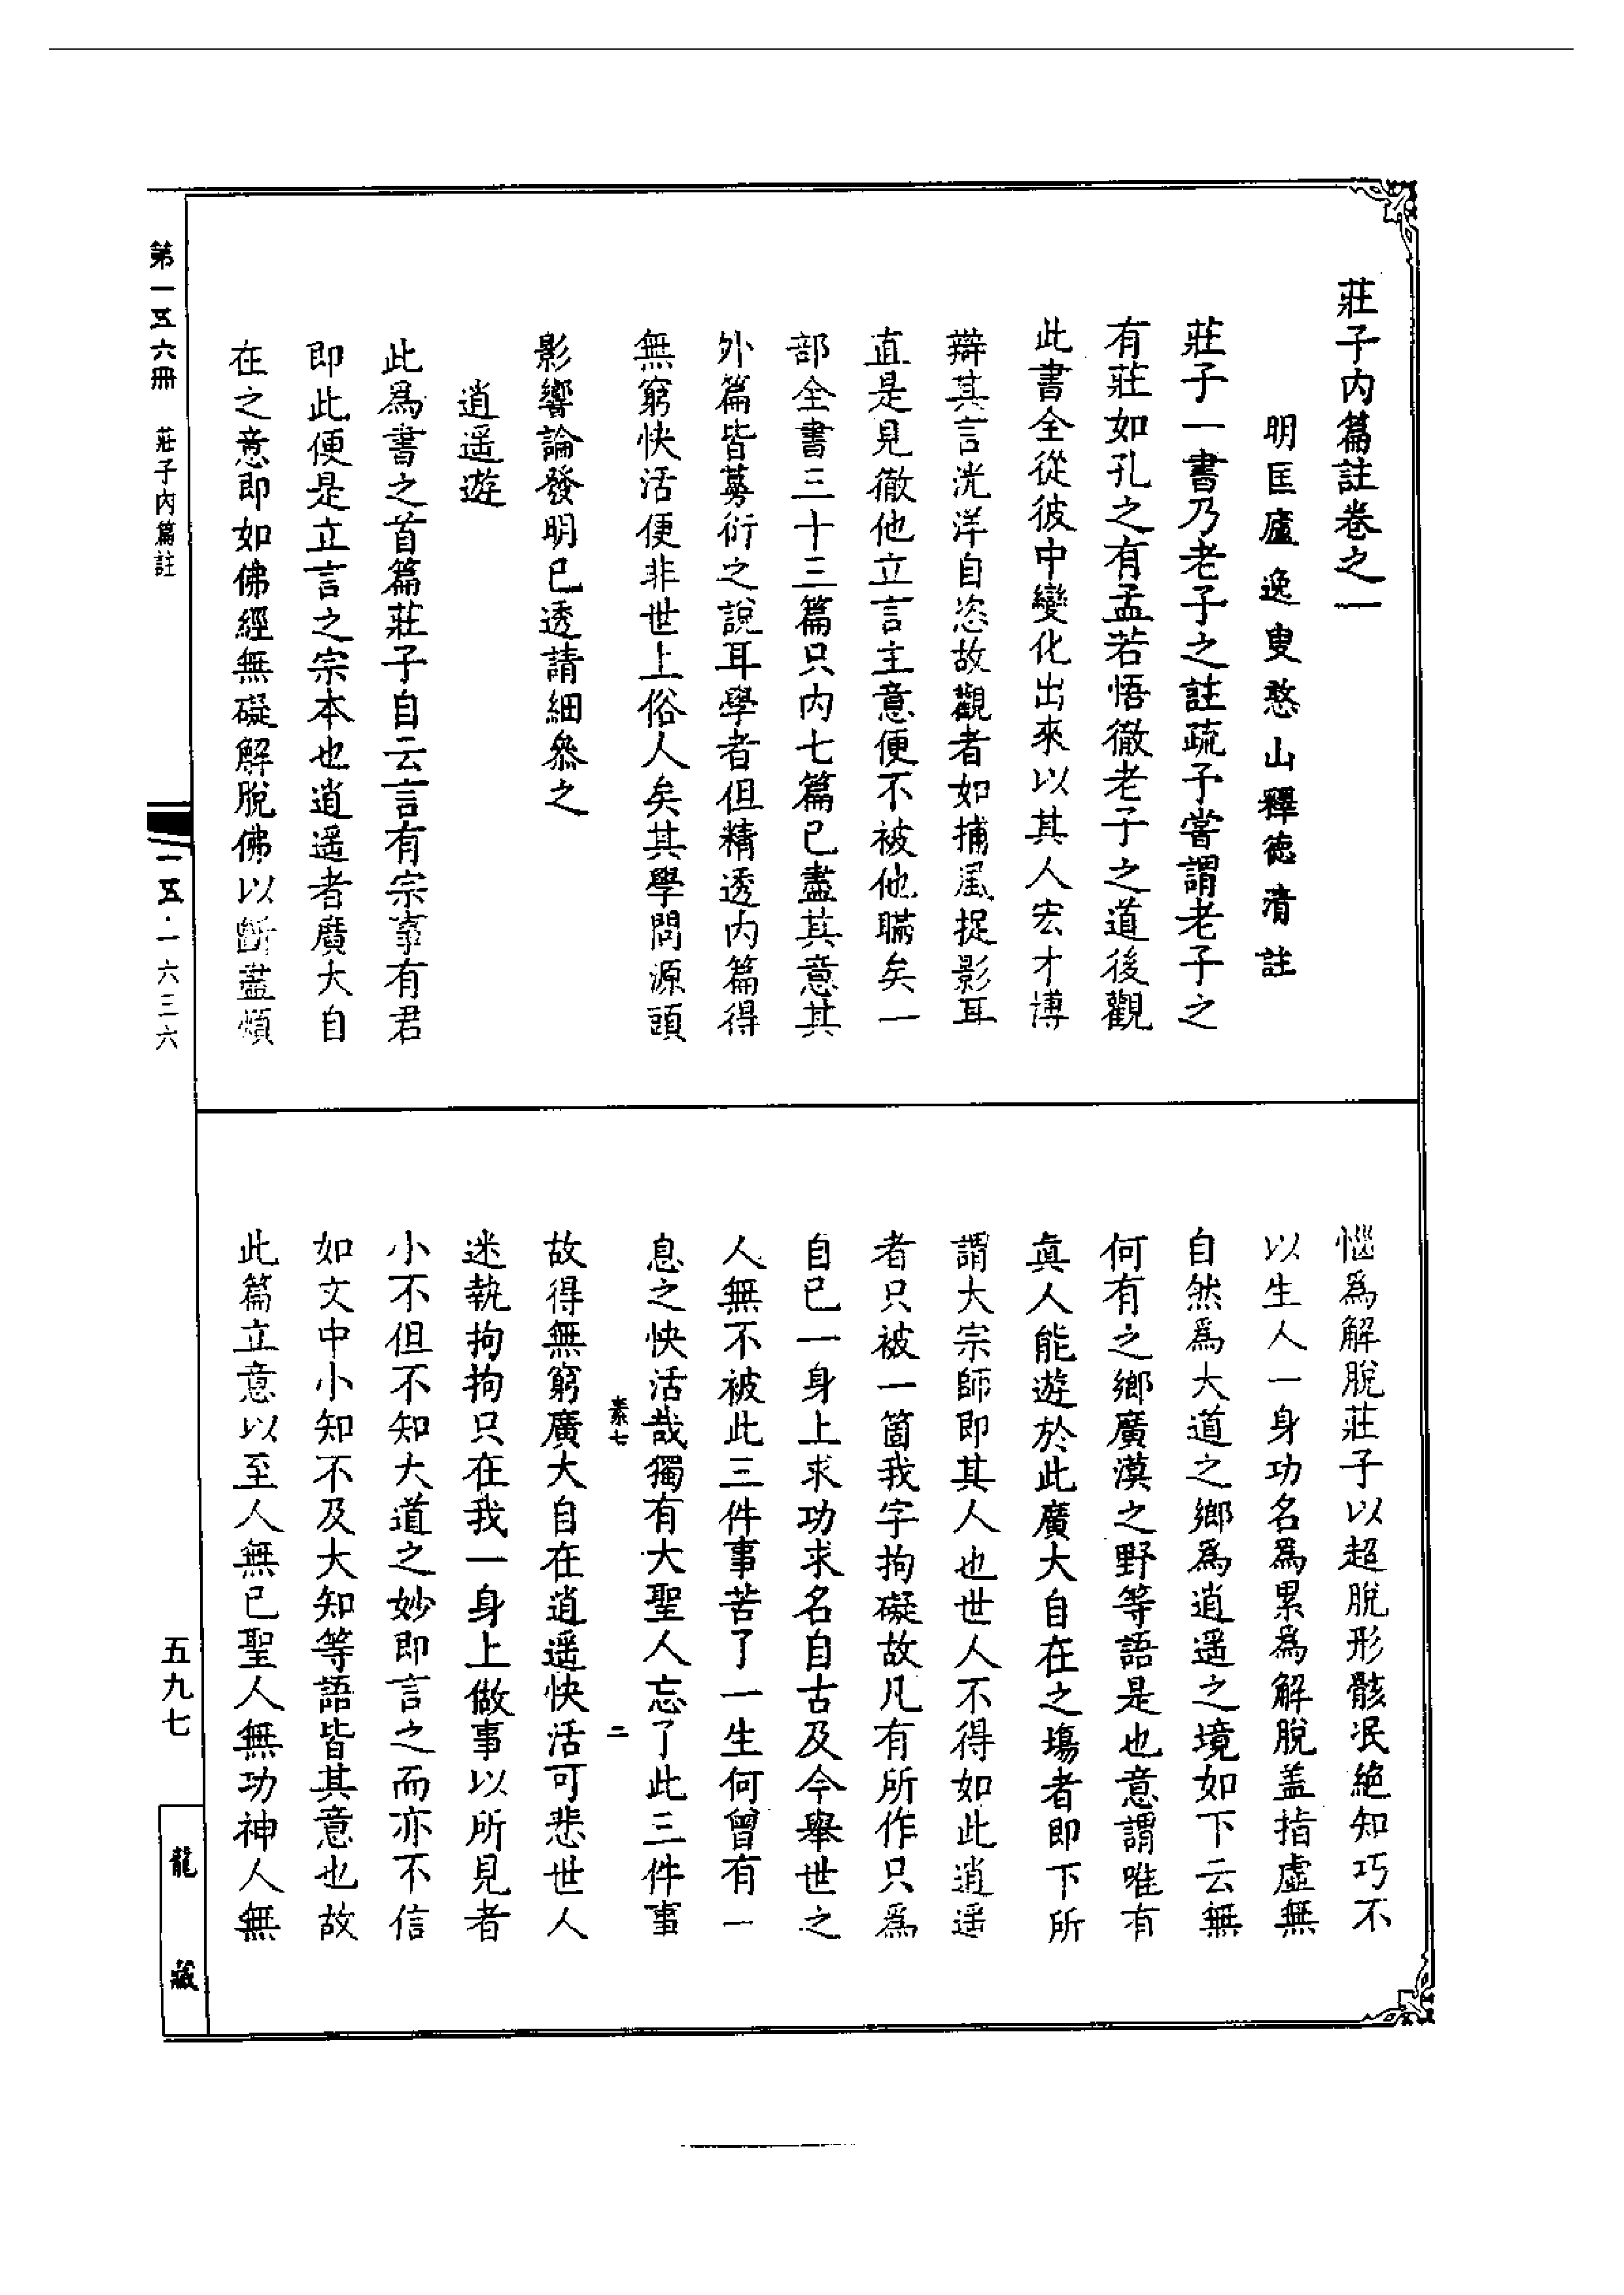 莊子內篇註卷之一
明匡廬逸叟憨山釋德清註
莊子一書乃老子之註疏予嘗謂老子之
有莊如孔之有孟若悟徹老子之道後觀
此書全從彼中變化出來以其人宏才博
辯其言洸洋自恣故觀者如捕風捉影耳
直是見徹他立言主意便不被他瞞矣一
部全書三十三篇只內七篇已盡其意其
外篇皆蔓衍之說耳學者但精透內篇得
無窮快活便非世上俗人矣其學問源頭
影響論發明已透請細叅之
逍遥遊
此爲書之首篇莊子自云言有宗事有君
即此便是立言之宗本也逍遥者廣大自
在之意即如佛經無礙解脫佛以斷盡煩
惱爲解脫莊子以超脫形骸泯絕知巧不
以生人一身功名爲累爲解脫盖指虛無
自然爲大道之鄉爲逍遥之境如下云無
何有之鄉廣漠之野等語是也意謂唯有
真人能遊於此廣大自在之場者即下所
謂大宗師即其人也世人不得如此逍遥
者只被一箇我字拘礙故凡有所作只爲
自己一身上求功求名自古及今舉世之
人無不被此三件事苦了一生何曾有一
息之快活哉獨有大聖人忘了此三件事
素七 二
故得無窮廣大自在逍遥快活可悲世人
迷執拘拘只在我一身上做事以所見者
小不但不知大道之妙即言之而亦不信
如文中小知不及大知等語皆其意也故
此篇立意以至人無已聖人無功神人無
第一五六冊 莊子內篇註
一五·一六三六
五九七
龍藏